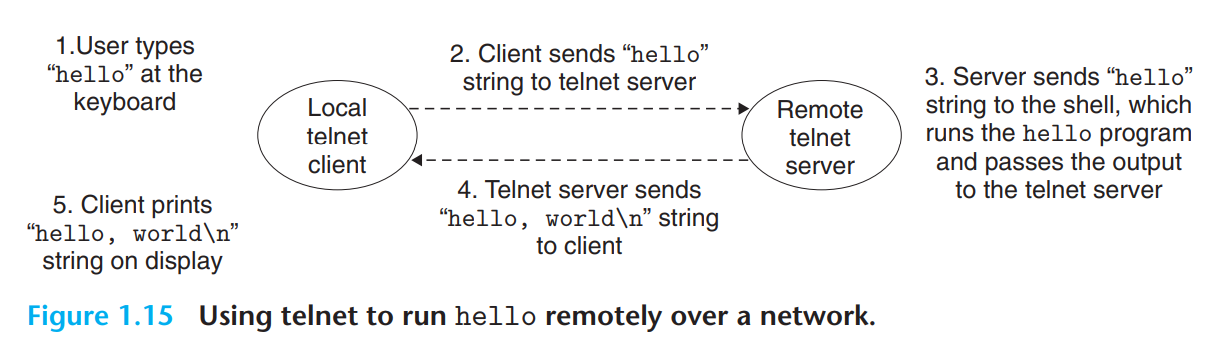 1.User types
“hello” at the
keyboard
2. Client sends “hello”
string to telnet server
Local
telnet
client
Remote
telnet
server
3. Server sends “hello”
string to the shell, which
runs the hello program
and passes the output
to the telnet server
4. Telnet server sends
“hello, world\n” string
to client
5. Client prints
“hello, world\n”
string on display
Figure 1.15 Using telnet to run hello remotely over a network.